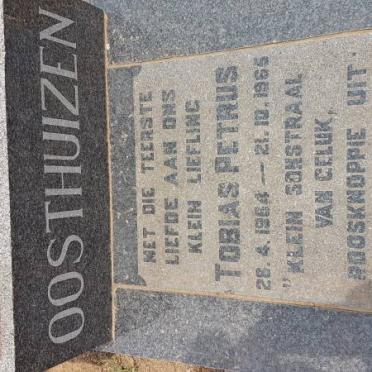 OOSTHUIZEN
MET DIE TEERSTE
LIEFDE AAN ONS
KLEIN LIEFLING
TOBIAS PETRUS
28.4.1964 — 21.10.1965
"KLEIN SONSTRAAL
VAN GELUK,
ROOSKNOPPIE UIT